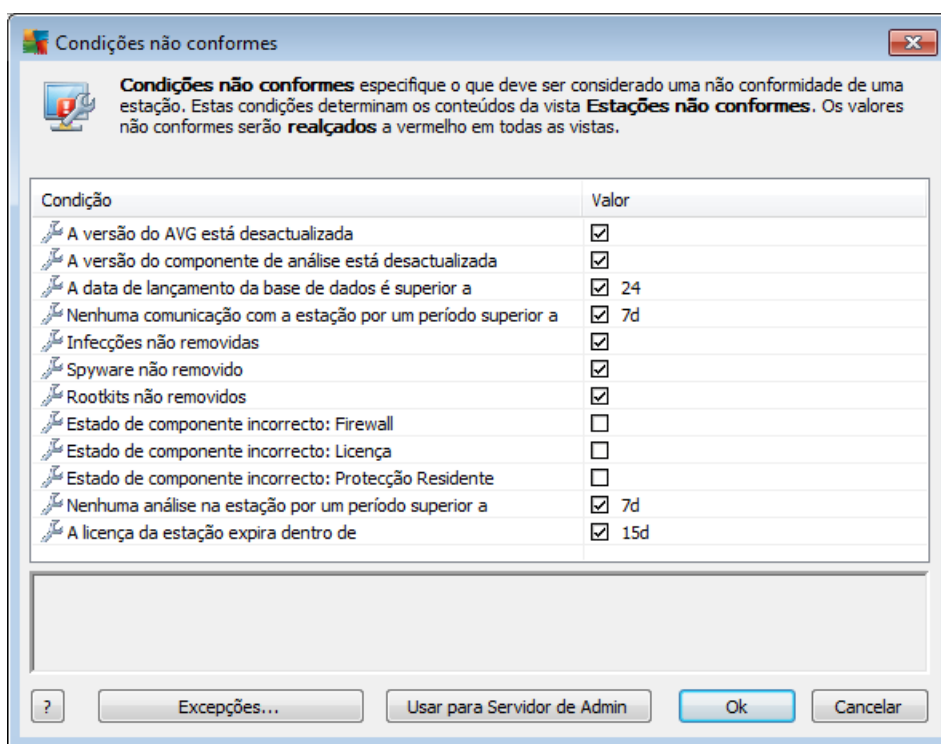 Condições não conformes
Condições não conformes especifique o que deve ser considerado uma não conformidade de uma
estação. Estas condições determinam os conteúdos da vista Estações não conformes. Os valores
não conformes serão realçados a vermelho em todas as vistas.
Condição Valor
A versão do AVG está desactualizada
A versão do componente de análise está desactualizada
A data de lançamento da base de dados é superior a 24
Nenhuma comunicação com a estação por um período superior a 7d
Infecções não removidas
Spyware não removido
Rootkits não removidos
Estado de componente incorrecto: Firewall
Estado de componente incorrecto: Licença
Estado de componente incorrecto: Protecção Residente
Nenhuma análise na estação por um período superior a 7d
A licença da estação expira dentro de 15d
? Excepções... Usar para Servidor de Admin Ok Cancelar